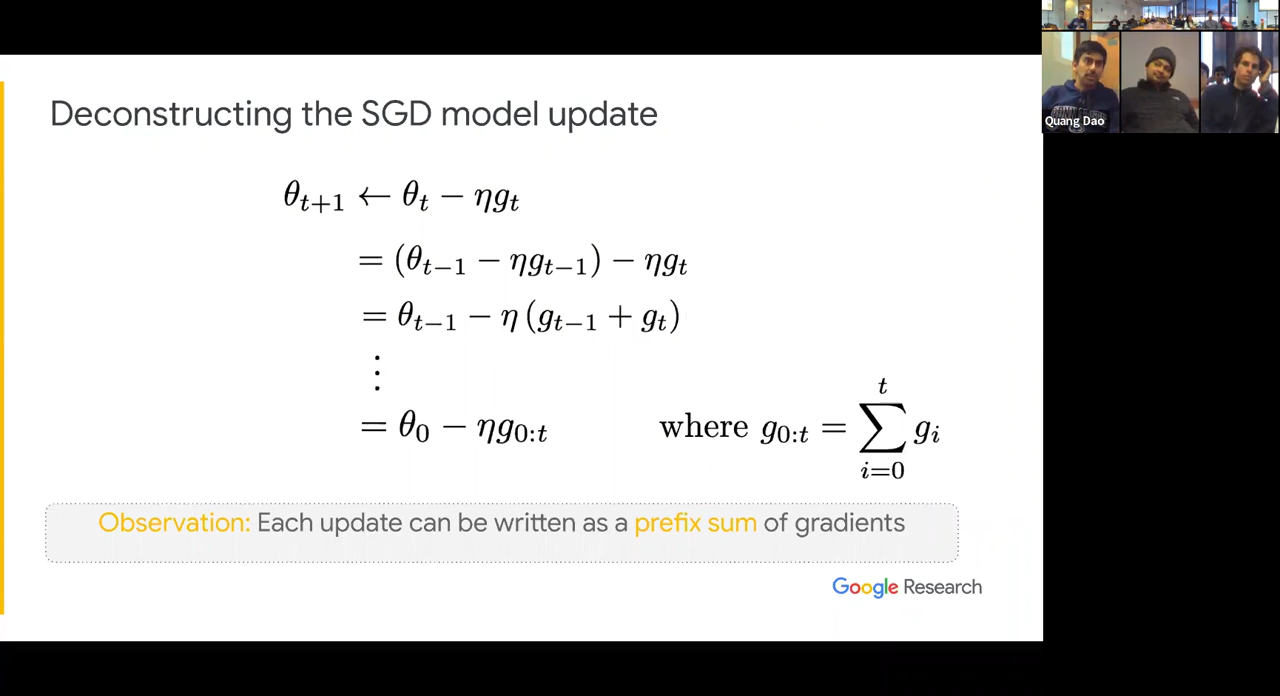 Deconstructing the SGD model update
θ_{t+1} ← θ_t − ηg_t
= (θ_{t−1} − ηg_{t−1}) − ηg_t
= θ_{t−1} − η (g_{t−1} + g_t)
⋮
= θ_0 − ηg_{0:t} where g_{0:t} = ∑_{i=0}^{t} g_i
Observation: Each update can be written as a prefix sum of gradients
Google Research
Quang Dao